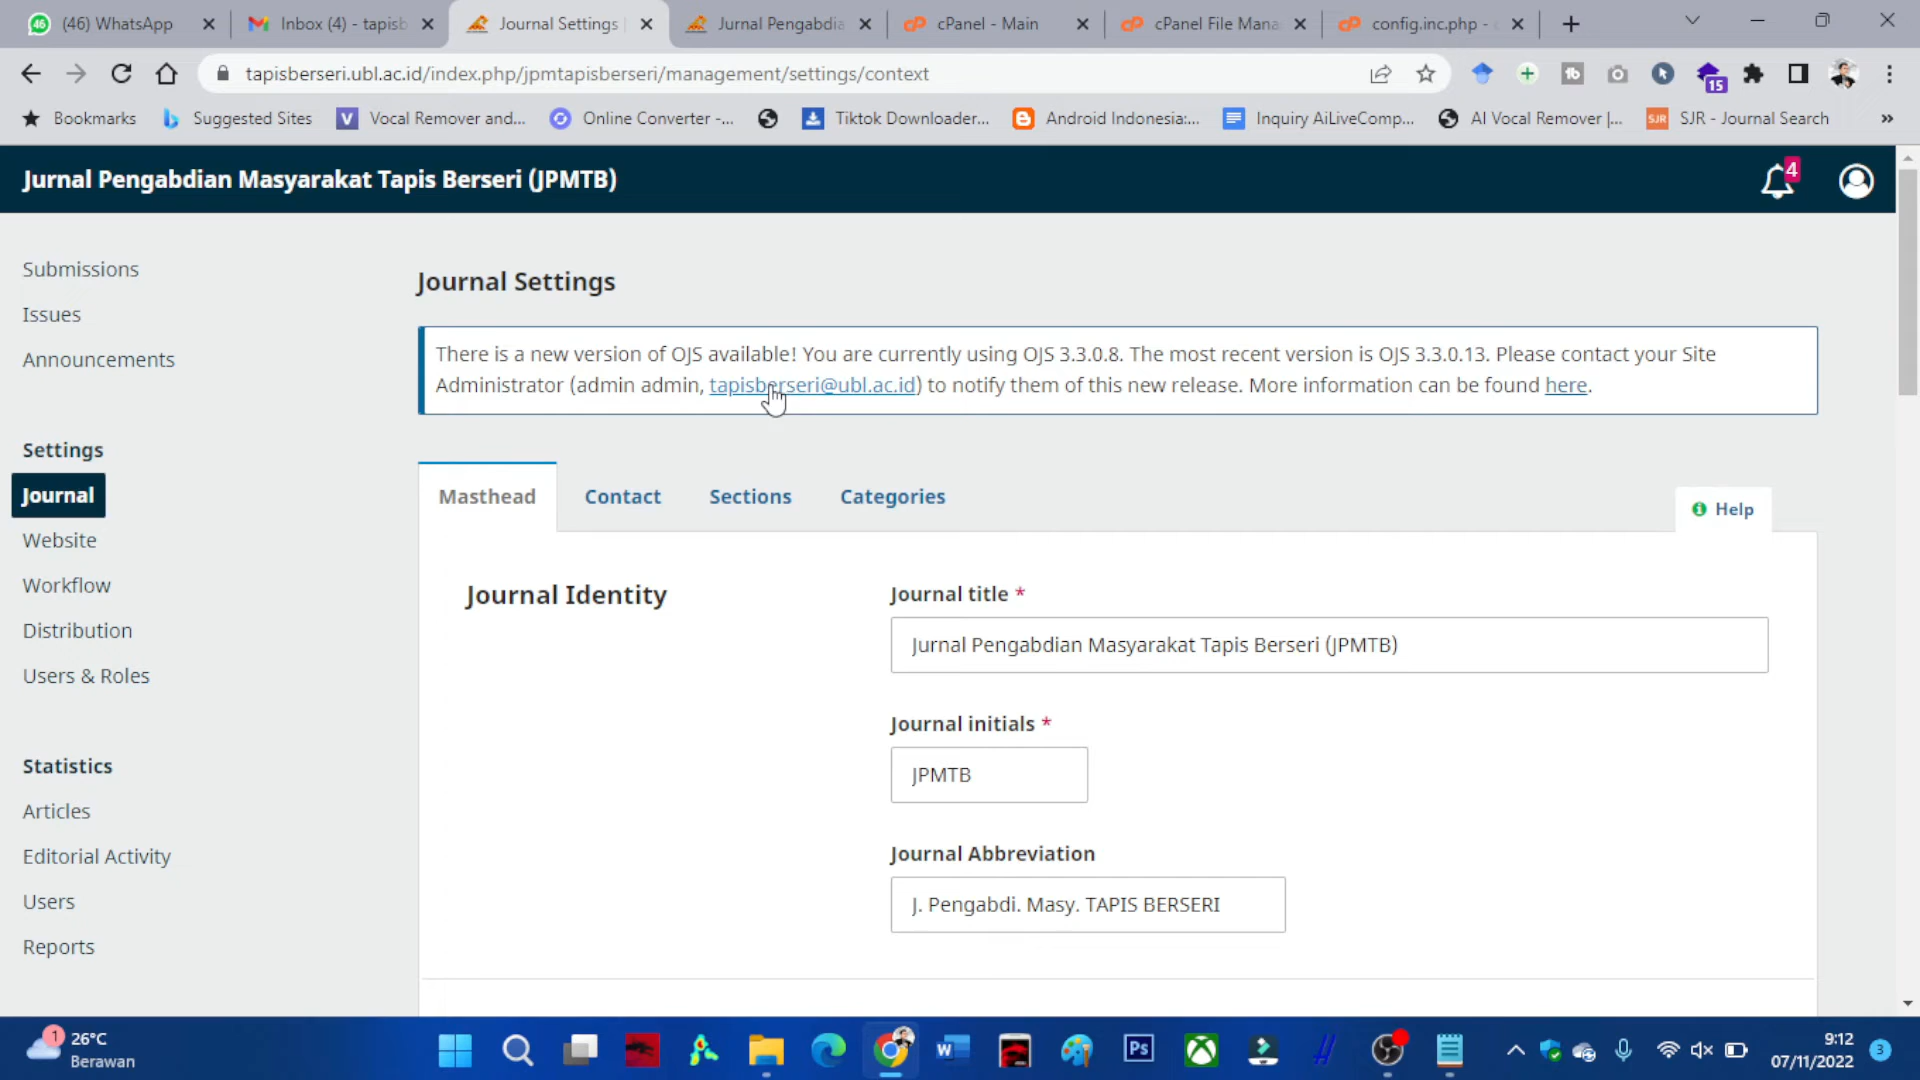 (46) WhatsApp
Inbox (4) - tapisb
Journal Settings
Jurnal Pengabdia
cPanel - Main
cPanel File Mana
config.inc.php -
tapisberseri.ubl.ac.id/index.php/jpmtapisberseri/management/settings/context
15
Bookmarks
Suggested Sites
Vocal Remover and...
Online Converter -...
Tiktok Downloader...
Android Indonesia:...
Inquiry AiLiveComp...
AI Vocal Remover |...
SJR - Journal Search
Jurnal Pengabdian Masyarakat Tapis Berseri (JPMTB)
4
Submissions
Issues
Announcements
Settings
Journal
Website
Workflow
Distribution
Users & Roles
Statistics
Articles
Editorial Activity
Users
Reports
Journal Settings
There is a new version of OJS available! You are currently using OJS 3.3.0.8. The most recent version is OJS 3.3.0.13. Please contact your Site
Administrator (admin admin, tapisberseri@ubl.ac.id) to notify them of this new release. More information can be found here.
Masthead
Contact
Sections
Categories
Help
Journal Identity
Journal title *
Jurnal Pengabdian Masyarakat Tapis Berseri (JPMTB)
Journal initials *
JPMTB
Journal Abbreviation
J. Pengabdi. Masy. TAPIS BERSERI
1
26°C
Berawan
Ps
9:12
07/11/2022
3